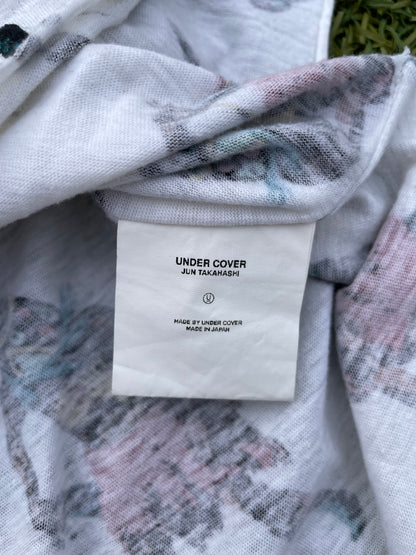 UNDER COVER
JUN TAKAHASHI
U
MADE BY UNDER COVER
MADE IN JAPAN